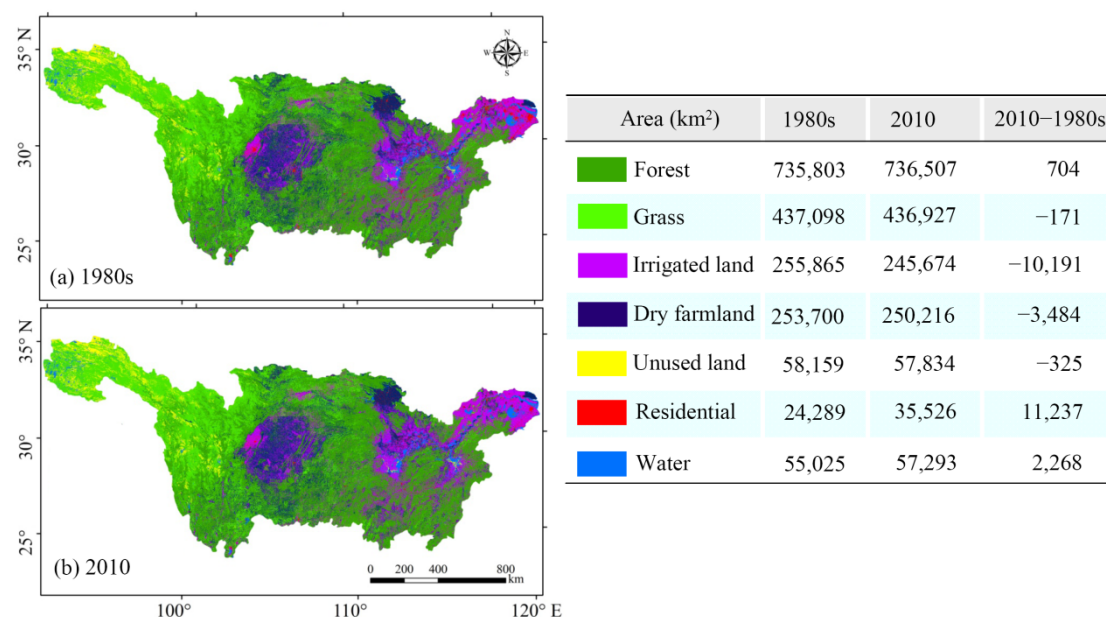 35° N
30°
25°
N
W E
S
(a) 1980s
35° N
30°
25°
(b) 2010
0 200 400 800
km
100° 110° 120° E
Area (km²) 1980s 2010 2010−1980s
Forest 735,803 736,507 704
Grass 437,098 436,927 −171
Irrigated land 255,865 245,674 −10,191
Dry farmland 253,700 250,216 −3,484
Unused land 58,159 57,834 −325
Residential 24,289 35,526 11,237
Water 55,025 57,293 2,268